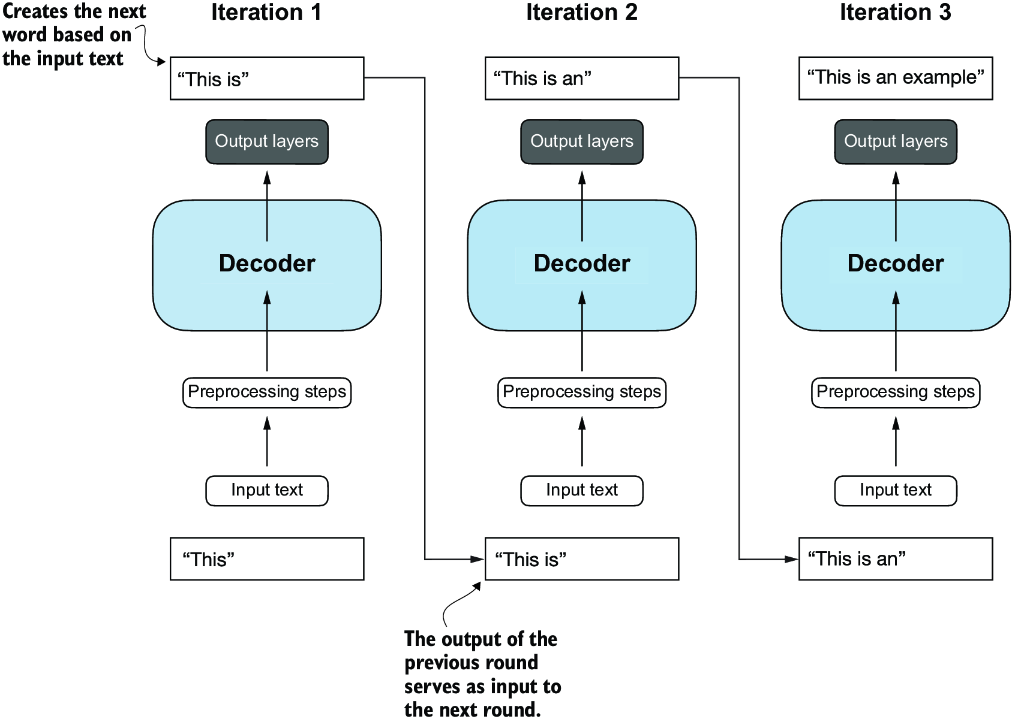 Creates the next
word based on
the input text
Iteration 1
“This is”
Output layers
Decoder
Preprocessing steps
Input text
“This”
Iteration 2
“This is an”
Output layers
Decoder
Preprocessing steps
Input text
“This is”
The output of the
previous round
serves as input to
the next round.
Iteration 3
“This is an example”
Output layers
Decoder
Preprocessing steps
Input text
“This is an”